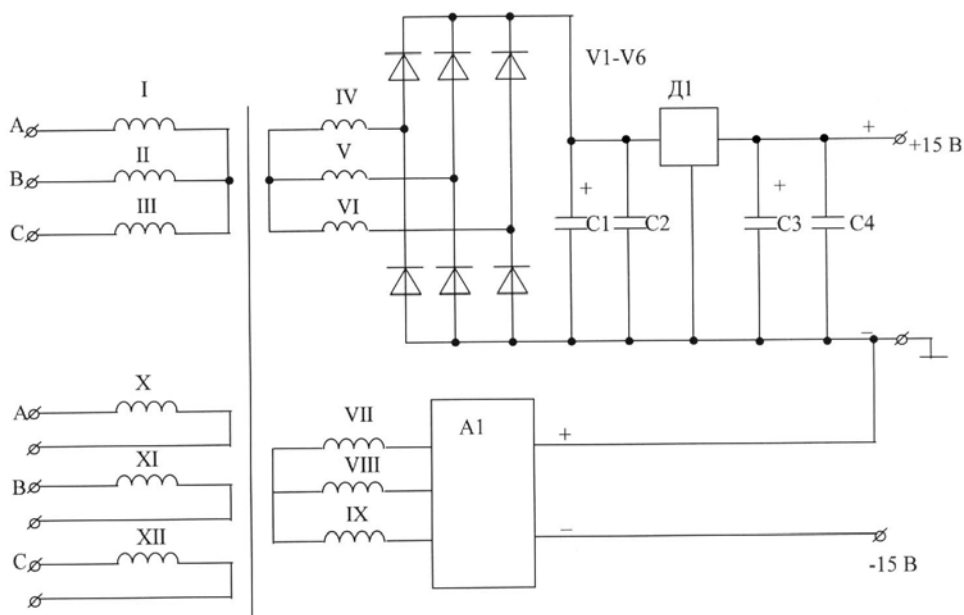 V1-V6
I
IV
Д1
A
+
+15 В
II
V
B
III
VI
+
+
C
C1
C2
C3
C4
−
X
VII
A
A1
+
XI
VIII
B
IX
XII
−
C
-15 В